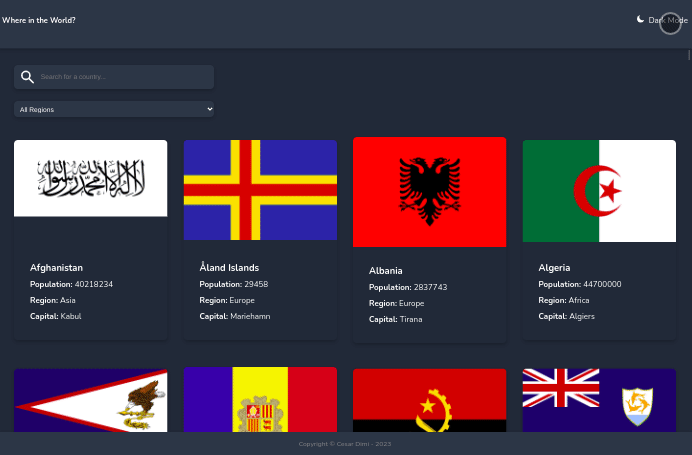 Where in the World?
Dark Mode
Search for a country...
All Regions
لا إله إلا الله محمد رسول الله
Afghanistan
Population: 40218234
Region: Asia
Capital: Kabul
Åland Islands
Population: 29458
Region: Europe
Capital: Mariehamn
Albania
Population: 2837743
Region: Europe
Capital: Tirana
Algeria
Population: 44700000
Region: Africa
Capital: Algiers
Copyright © Cesar Dimi - 2023